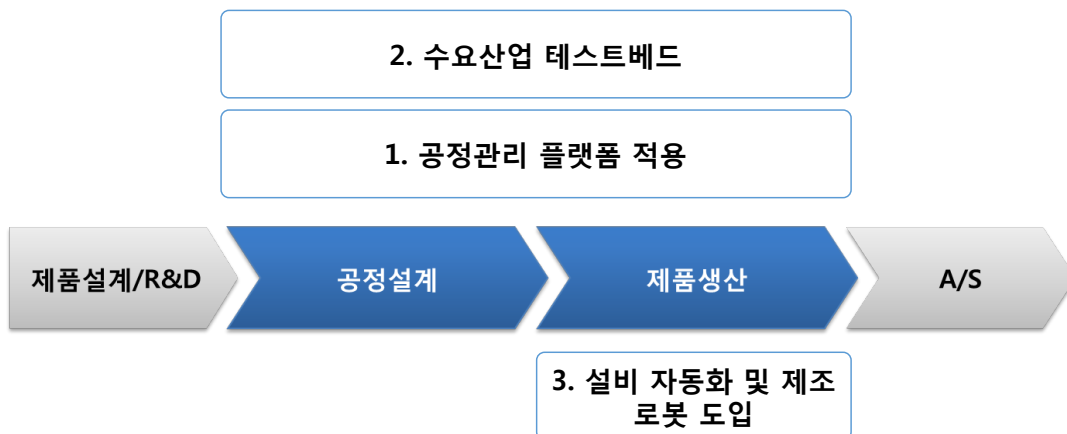 2. 수요산업 테스트베드
1. 공정관리 플랫폼 적용
제품설계/R&D
공정설계
제품생산
A/S
3. 설비 자동화 및 제조
로봇 도입